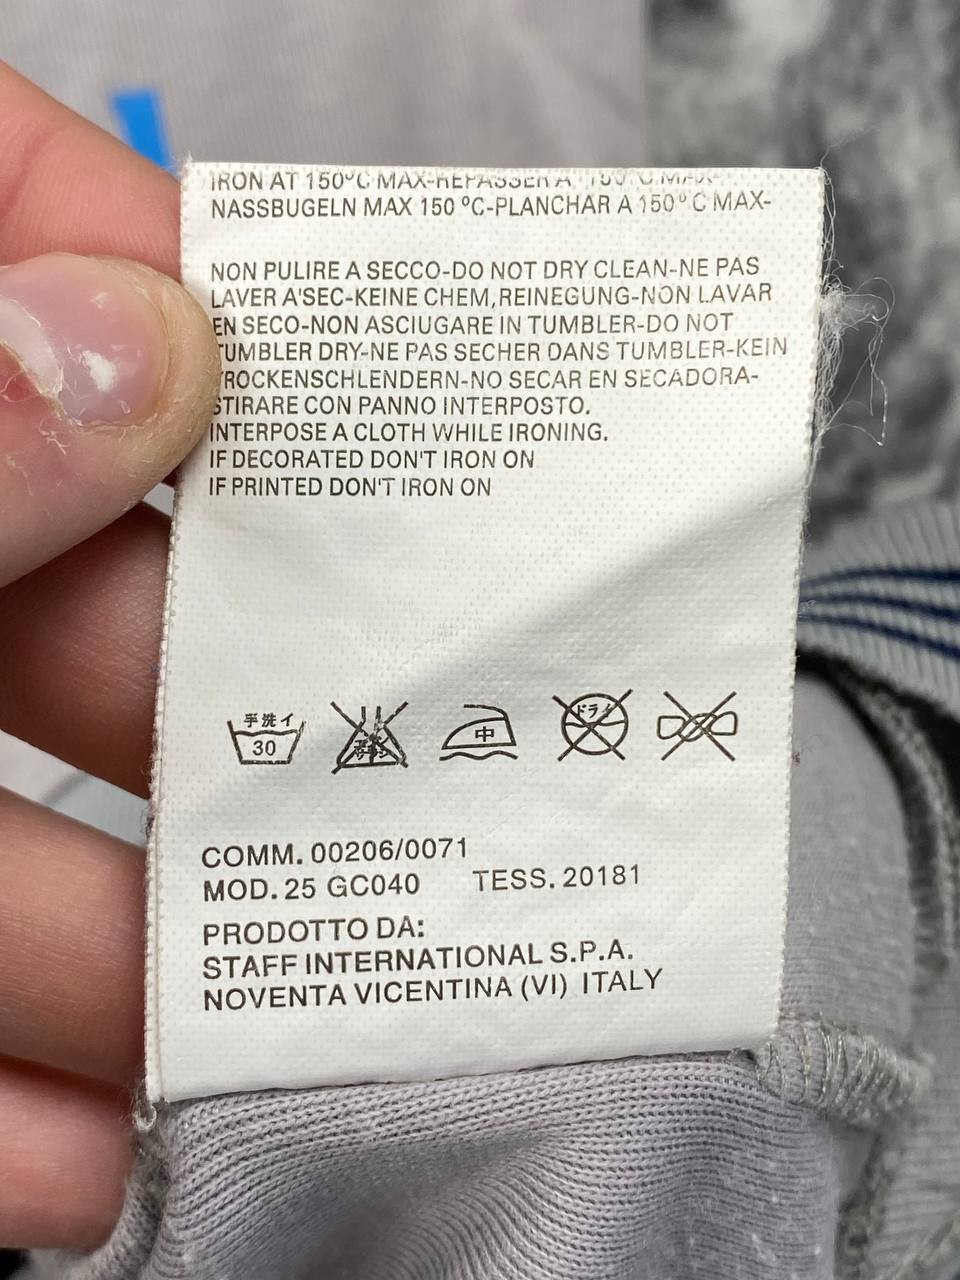 IRON AT 150°C MAX-REPASSER A 150°C MAX-
NASSBUGELN MAX 150 ºC-PLANCHAR A 150º C MAX-
NON PULIRE A SECCO-DO NOT DRY CLEAN-NE PAS
LAVER A'SEC-KEINE CHEM,REINEGUNG-NON LAVAR
EN SECO-NON ASCIUGARE IN TUMBLER-DO NOT
TUMBLER DRY-NE PAS SECHER DANS TUMBLER-KEIN
TROCKENSCHLENDERN-NO SECAR EN SECADORA-
STIRARE CON PANNO INTERPOSTO.
INTERPOSE A CLOTH WHILE IRONING.
IF DECORATED DON'T IRON ON
IF PRINTED DON'T IRON ON
手洗イ 30 中 ドライ
COMM. 00206/0071
MOD. 25 GC040 TESS. 20181
PRODOTTO DA:
STAFF INTERNATIONAL S.P.A.
NOVENTA VICENTINA (VI) ITALY